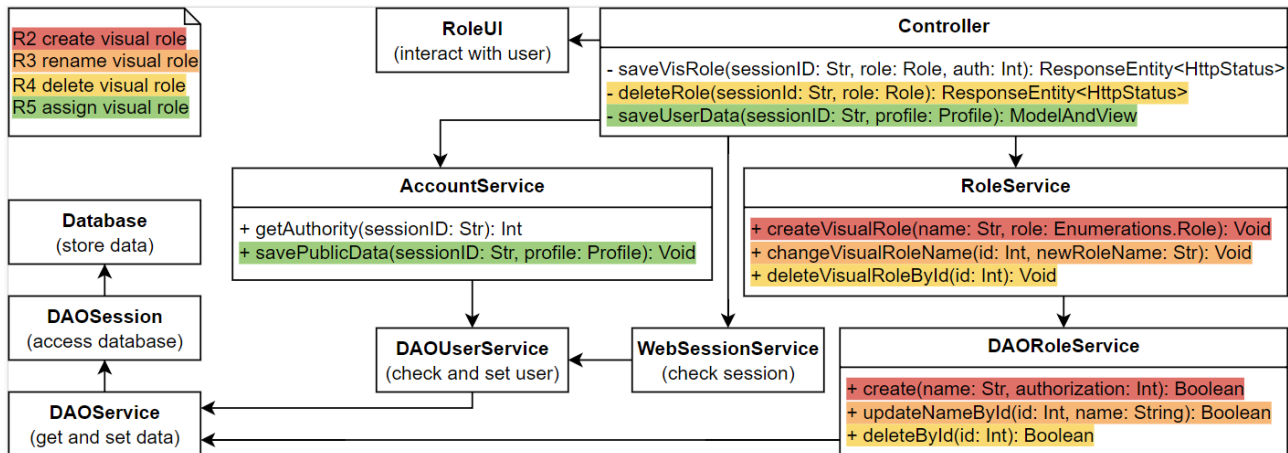 R2 create visual role
R3 rename visual role
R4 delete visual role
R5 assign visual role
RoleUI
(interact with user)
Controller
- saveVisRole(sessionID: Str, role: Role, auth: Int): ResponseEntity<HttpStatus>
- deleteRole(sessionId: Str, role: Role): ResponseEntity<HttpStatus>
- saveUserData(sessionID: Str, profile: Profile): ModelAndView
AccountService
+ getAuthority(sessionID: Str): Int
+ savePublicData(sessionID: Str, profile: Profile): Void
RoleService
+ createVisualRole(name: Str, role: Enumerations.Role): Void
+ changeVisualRoleName(id: Int, newRoleName: Str): Void
+ deleteVisualRoleById(id: Int): Void
Database
(store data)
DAOSession
(access database)
DAOService
(get and set data)
DAOUserService
(check and set user)
WebSessionService
(check session)
DAORoleService
+ create(name: Str, authorization: Int): Boolean
+ updateNameById(id: Int, name: String): Boolean
+ deleteById(id: Int): Boolean